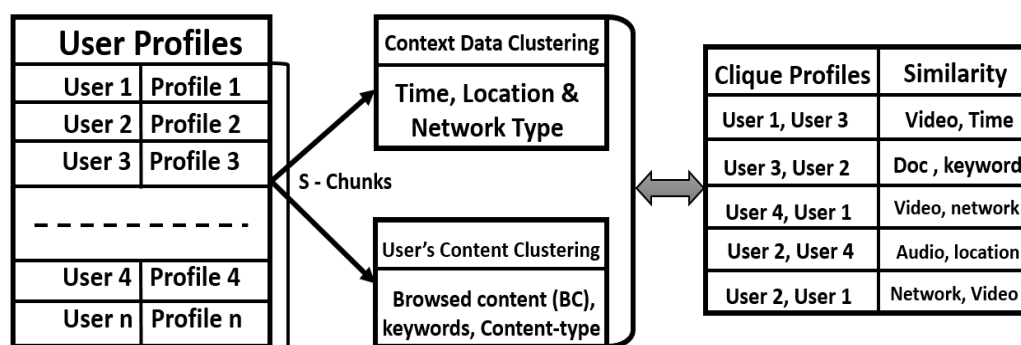 User Profiles
User 1 Profile 1
User 2 Profile 2
User 3 Profile 3
User 4 Profile 4
User n Profile n
S - Chunks
Context Data Clustering
Time, Location &
Network Type
User's Content Clustering
Browsed content (BC),
keywords, Content-type
Clique Profiles Similarity
User 1, User 3 Video, Time
User 3, User 2 Doc , keyword
User 4, User 1 Video, network
User 2, User 4 Audio, location
User 2, User 1 Network, Video